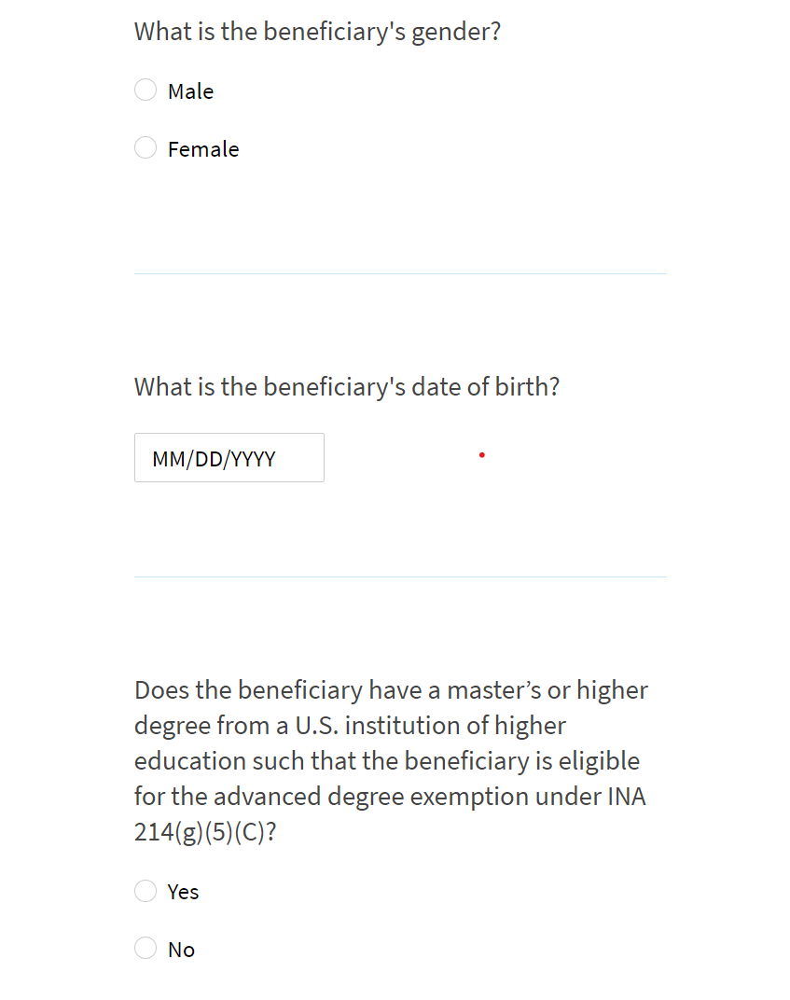 What is the beneficiary's gender?
Male
Female
What is the beneficiary's date of birth?
MM/DD/YYYY
Does the beneficiary have a master’s or higher
degree from a U.S. institution of higher
education such that the beneficiary is eligible
for the advanced degree exemption under INA
214(g)(5)(C)?
Yes
No